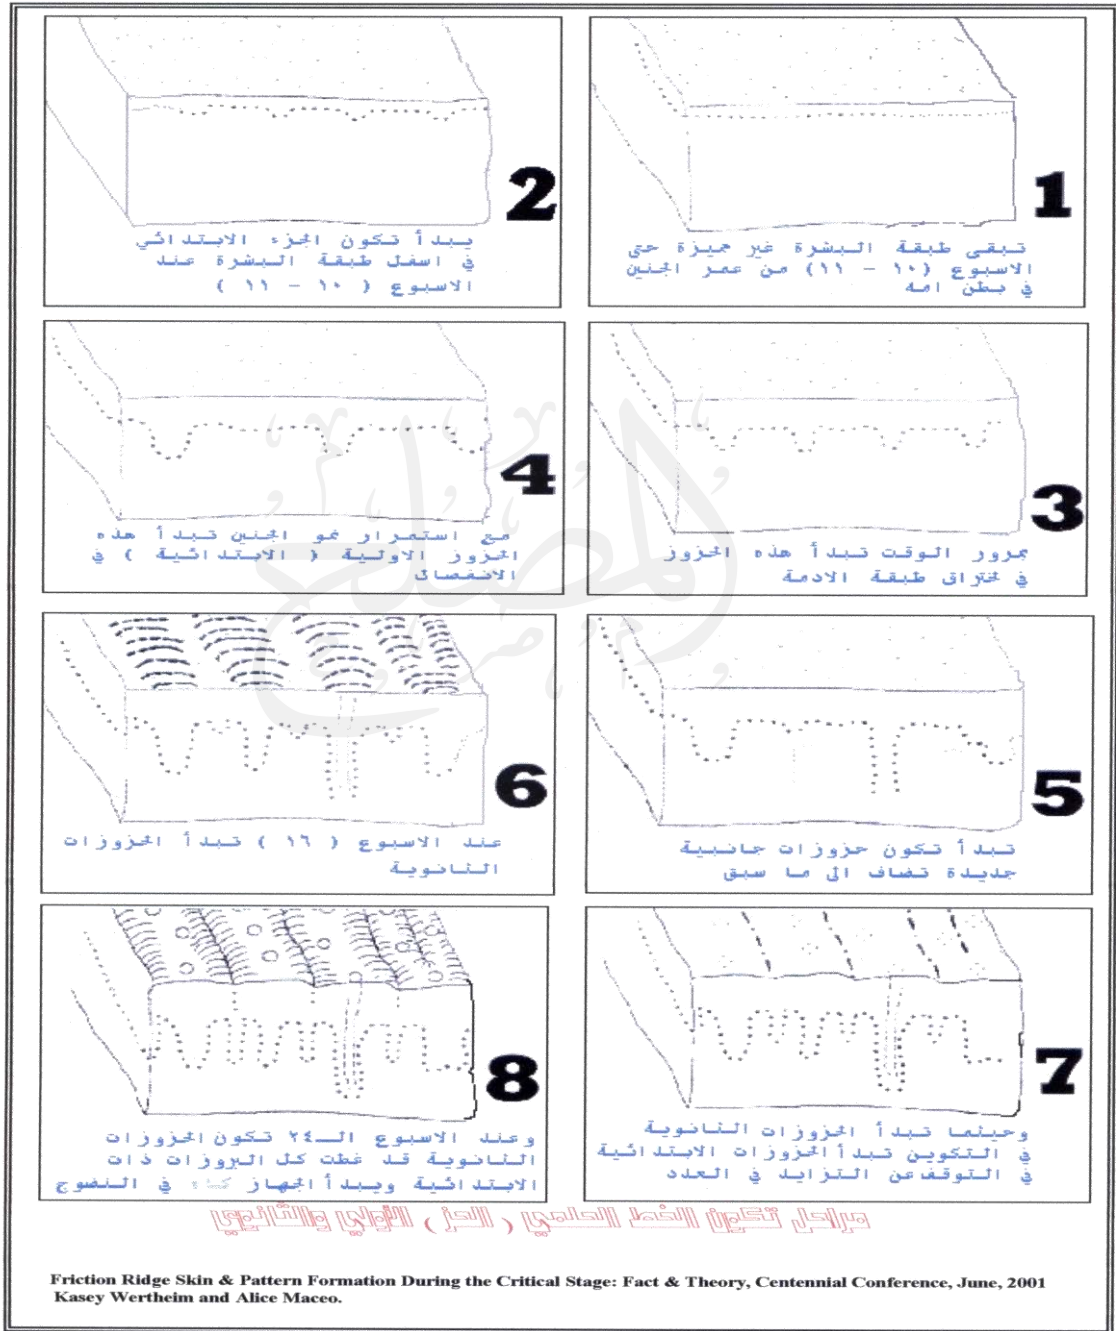 1
تبقى طبقة البشرة غير مميزة حتى
الاسبوع (١٠ - ١١) من عمر الجنين
في بطن امه
2
يبدأ تكون الجزء الابتدائي
في اسفل طبقة البشرة عند
الاسبوع ( ١٠ - ١١ )
3
بمرور الوقت تبدأ هذه الحزوز
في اختراق طبقة الادمة
4
مع استمرار نمو الجنين تبدأ هذه
الحزوز الاولية ( الابتدائية ) في
الانفصال
5
تبدأ تكون حزوزات جانبية
جديدة تضاف الى ما سبق
6
عند الاسبوع ( ١٦ ) تبدأ الحزوزات
الثانوية
7
وحينما تبدأ الحزوزات الثانوية
في التكوين تبدأ الحزوزات الابتدائية
في التوقف عن التزايد في العدد
8
وعند الاسبوع الـ٢٤ تكون الحزوزات
الثانوية قد غطت كل البروزات ذات
الابتدائية ويبدأ الجهاز في النضوج
مراحل تكون الخط الحلمي ( الحز ) الأولي والثانوي
Friction Ridge Skin & Pattern Formation During the Critical Stage: Fact & Theory, Centennial Conference, June, 2001
Kasey Wertheim and Alice Maceo.